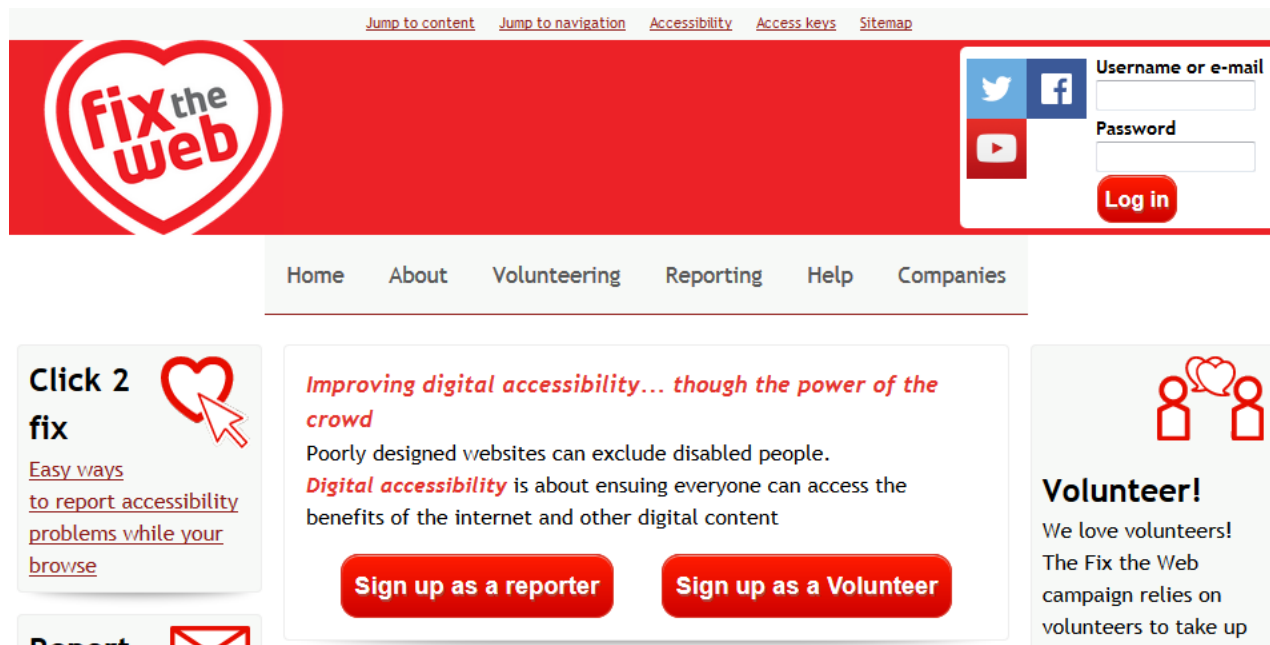 Jump to content Jump to navigation Accessibility Access keys Sitemap
fix the
web
Username or e-mail
Password
Log in
Home About Volunteering Reporting Help Companies
Click 2
fix
Easy ways
to report accessibility
problems while your
browse
Improving digital accessibility... though the power of the
crowd
Poorly designed websites can exclude disabled people.
Digital accessibility is about ensuing everyone can access the
benefits of the internet and other digital content
Sign up as a reporter Sign up as a Volunteer
Volunteer!
We love volunteers!
The Fix the Web
campaign relies on
volunteers to take up
Report